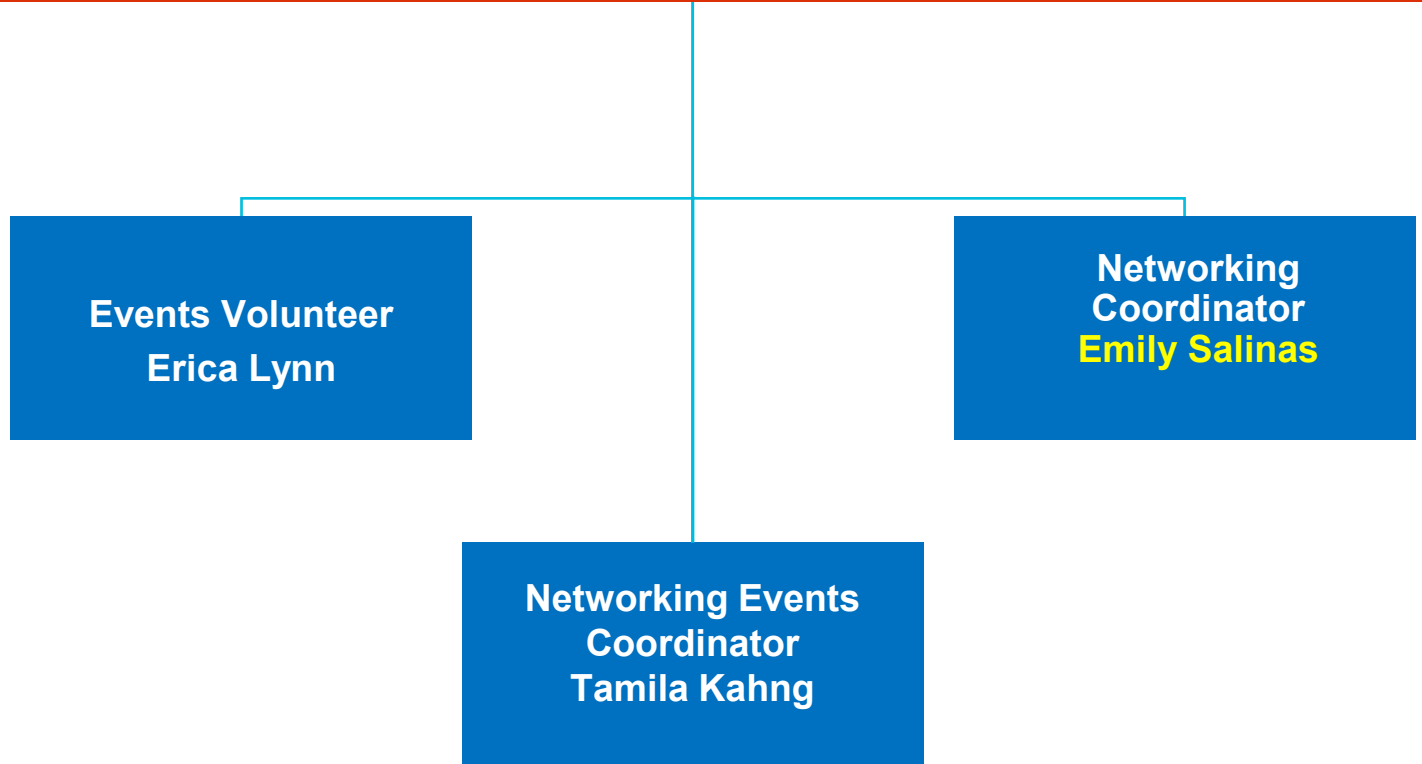 Events Volunteer
Erica Lynn
Networking
Coordinator
Emily Salinas
Networking Events
Coordinator
Tamila Kahng